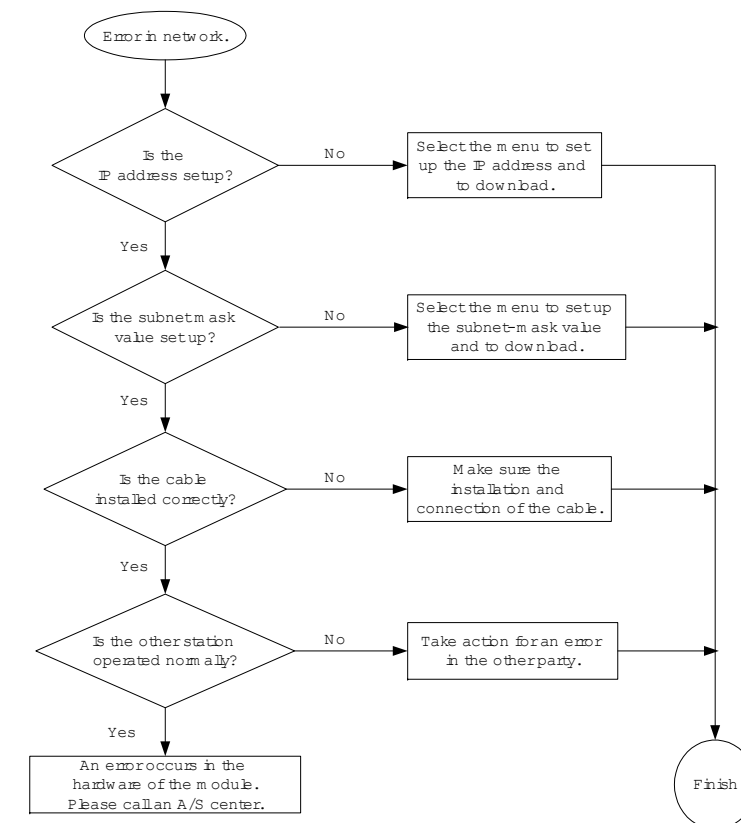 Error in network.
Is the
IP address setup?
No
Select the menu to set
up the IP address and
to download.
Yes
Is the subnetmask
value setup?
No
Select the menu to setup
the subnet-mask value
and to download.
Yes
Is the cable
installed correctly?
No
Make sure the
installation and
connection of the cable.
Yes
Is the other station
operated normally?
No
Take action for an error
in the other party.
Yes
An error occurs in the
hardware of the module.
Please call an A/S center.
Finish